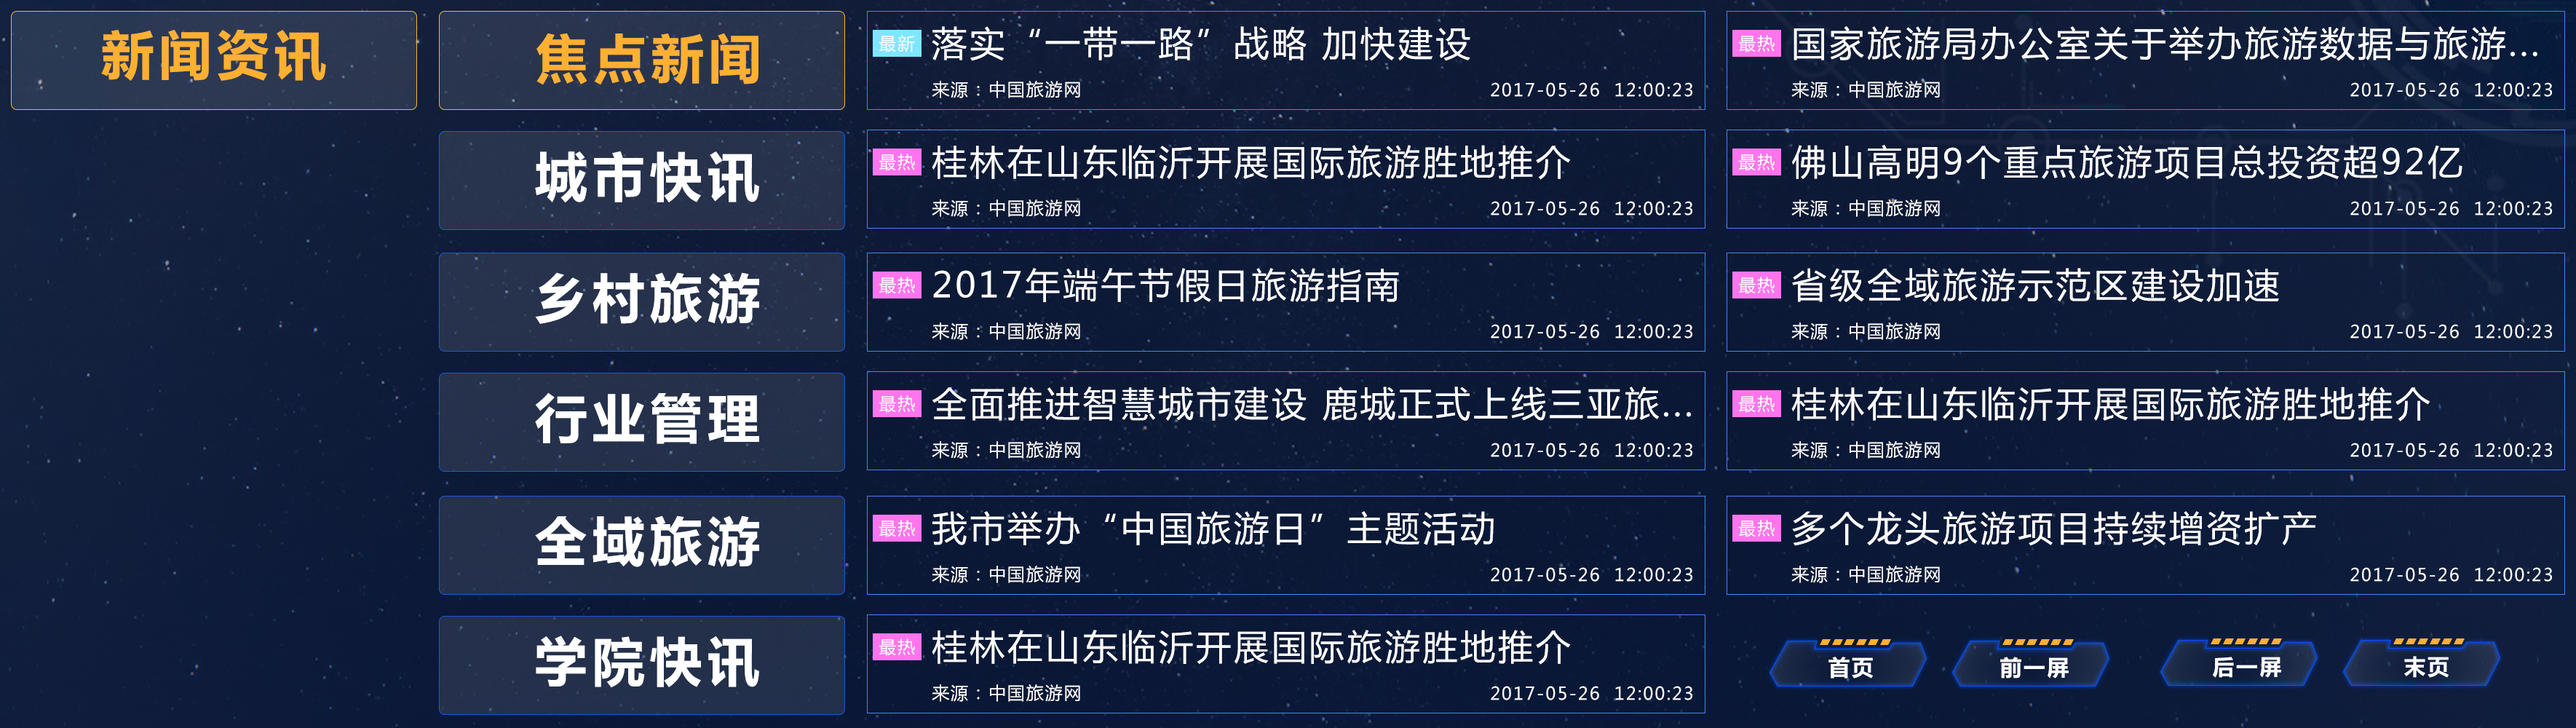 新闻资讯
焦点新闻
城市快讯
乡村旅游
行业管理
全域旅游
学院快讯
最新 落实“一带一路”战略 加快建设
来源：中国旅游网 2017-05-26 12:00:23
最热 桂林在山东临沂开展国际旅游胜地推介
来源：中国旅游网 2017-05-26 12:00:23
最热 2017年端午节假日旅游指南
来源：中国旅游网 2017-05-26 12:00:23
最热 全面推进智慧城市建设 鹿城正式上线三亚旅...
来源：中国旅游网 2017-05-26 12:00:23
最热 我市举办“中国旅游日”主题活动
来源：中国旅游网 2017-05-26 12:00:23
最热 桂林在山东临沂开展国际旅游胜地推介
来源：中国旅游网 2017-05-26 12:00:23
最热 国家旅游局办公室关于举办旅游数据与旅游...
来源：中国旅游网 2017-05-26 12:00:23
最热 佛山高明9个重点旅游项目总投资超92亿
来源：中国旅游网 2017-05-26 12:00:23
最热 省级全域旅游示范区建设加速
来源：中国旅游网 2017-05-26 12:00:23
最热 桂林在山东临沂开展国际旅游胜地推介
来源：中国旅游网 2017-05-26 12:00:23
最热 多个龙头旅游项目持续增资扩产
来源：中国旅游网 2017-05-26 12:00:23
首页 前一屏 后一屏 末页